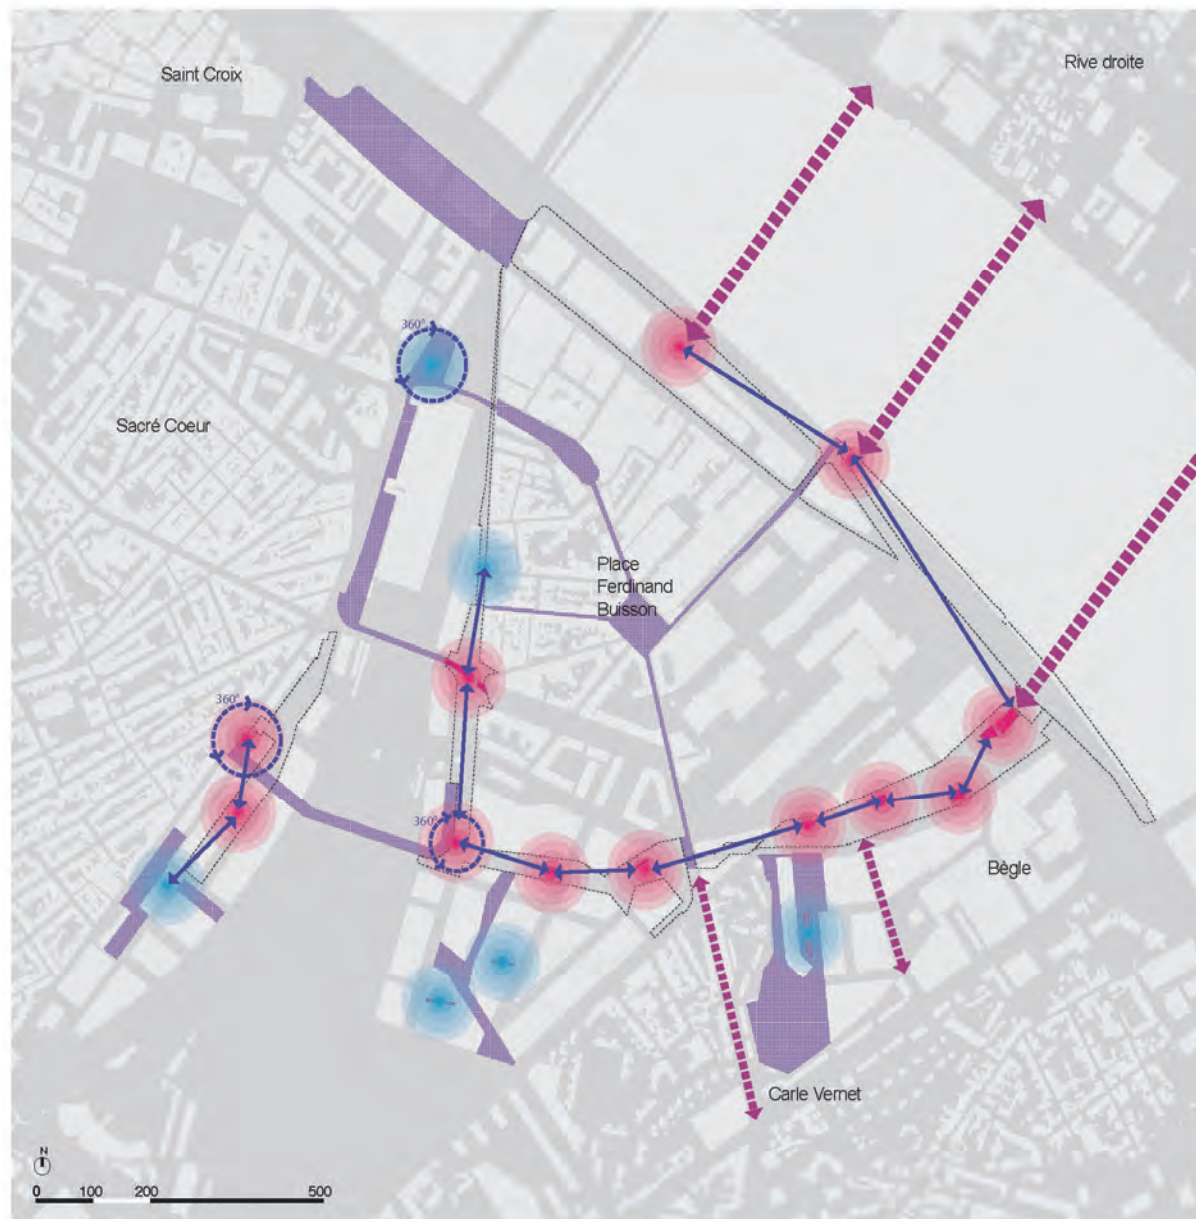 Saint Croix
Rive droite
360°
Sacré Coeur
Place
Ferdinand
Buisson
360°
360°
Bègle
Carle Vernet
N
0 100 200 500